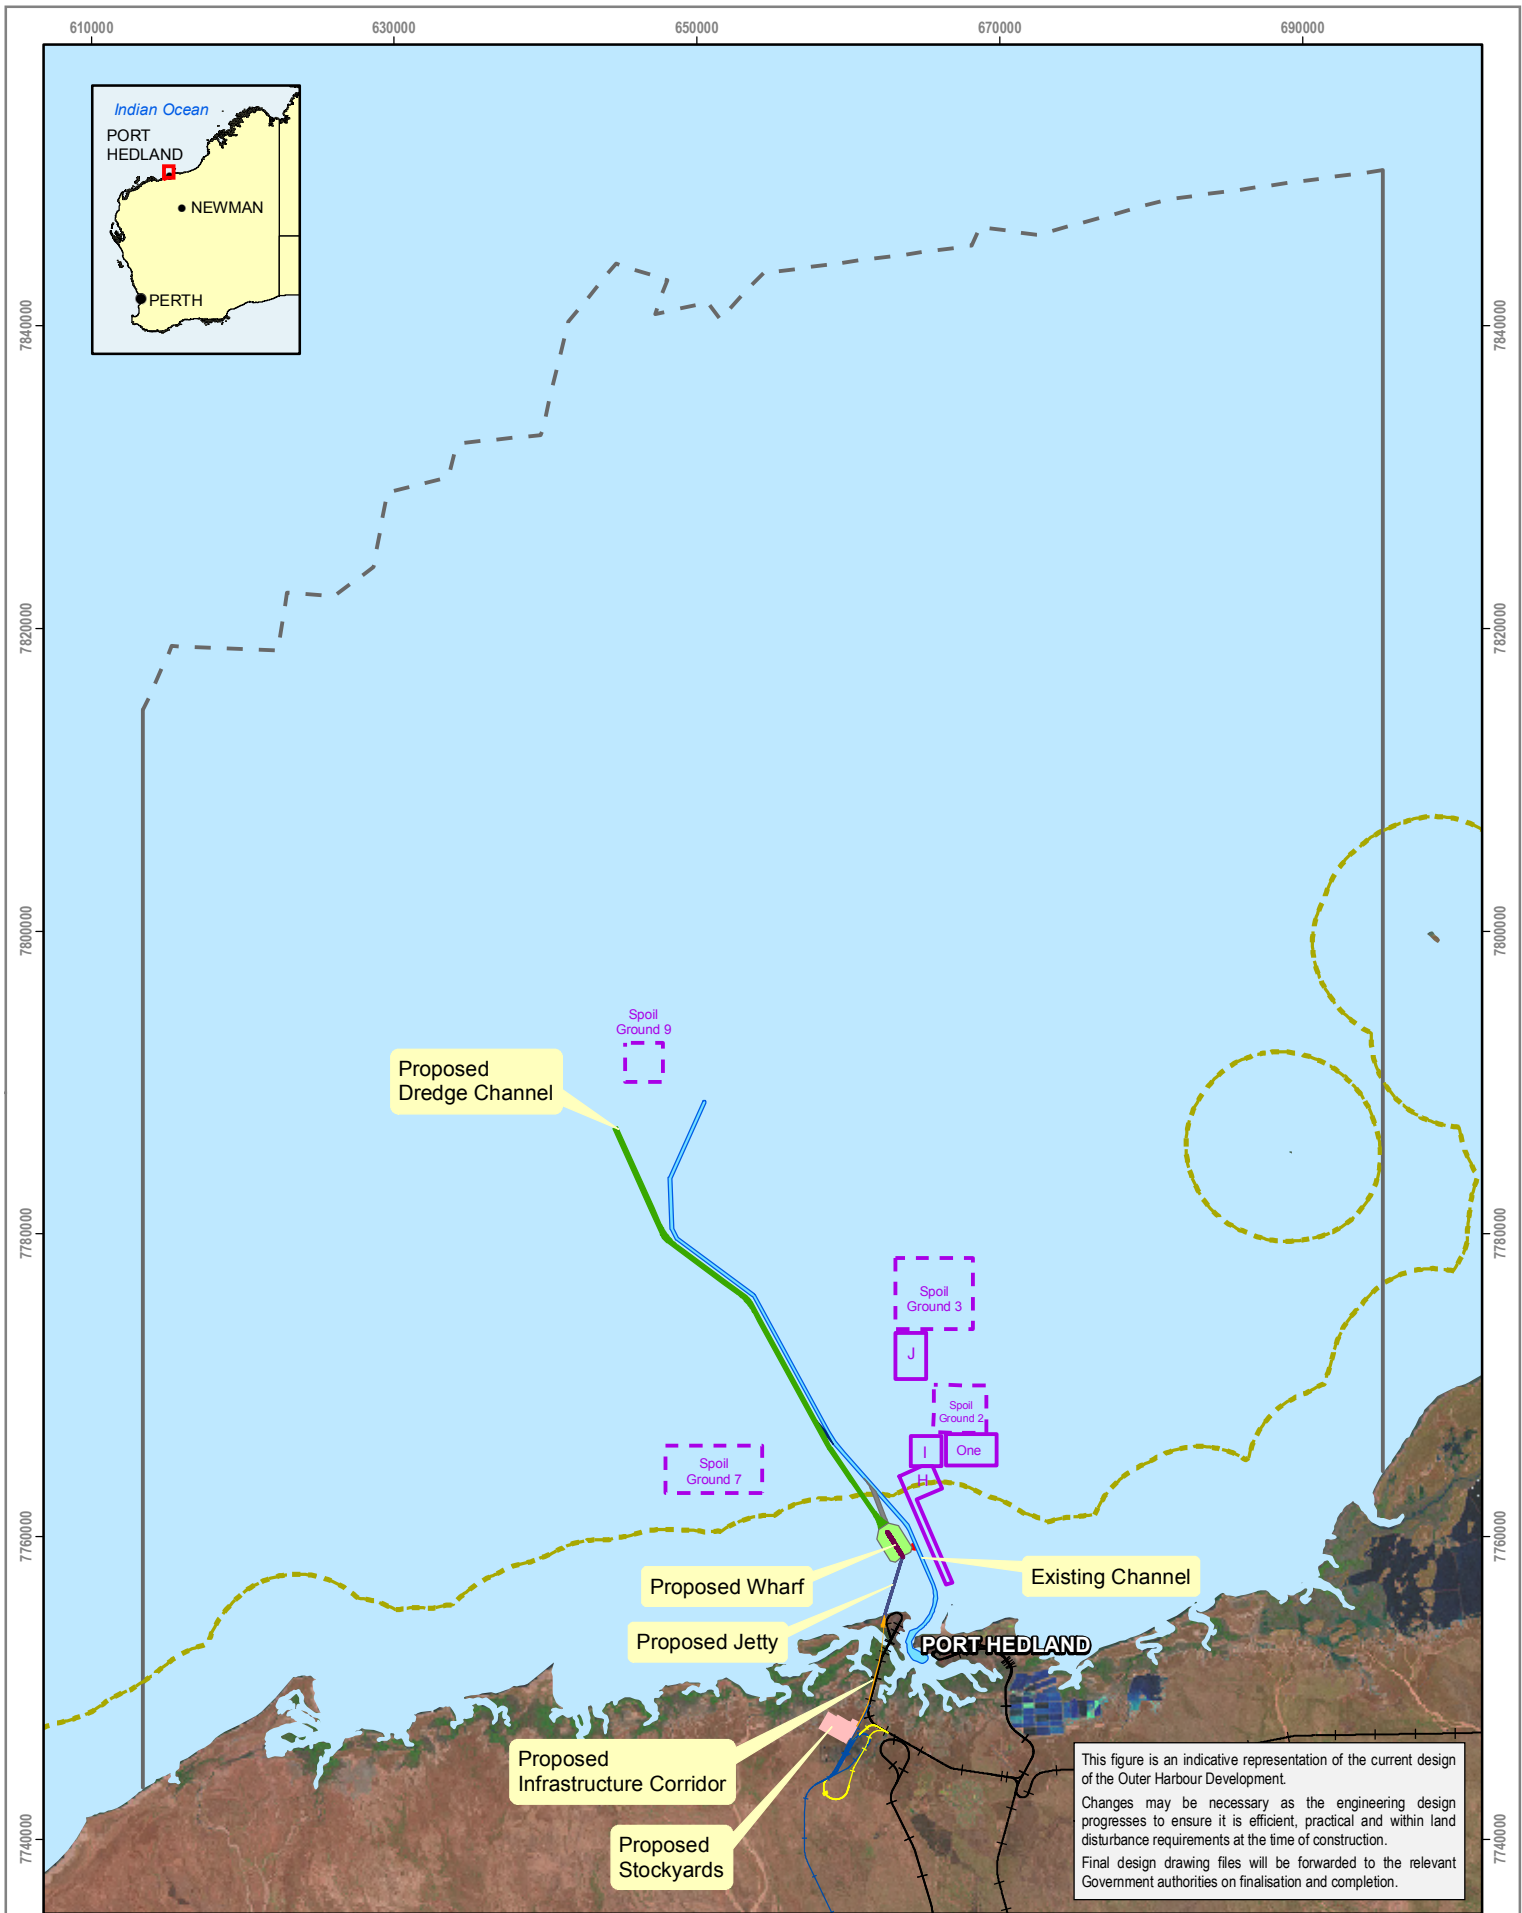 610000
630000
650000
670000
690000
Indian Ocean
PORT
HEDLAND
NEWMAN
PERTH
7840000
7840000
7820000
7820000
7800000
7800000
Spoil
Ground 9
Proposed
Dredge Channel
7780000
7780000
Spoil
Ground 3
J
Spoil
Ground 2
I
One
Spoil
Ground 7
H
7760000
7760000
Proposed Wharf
Existing Channel
Proposed Jetty
PORT HEDLAND
Proposed
Infrastructure Corridor
Proposed
Stockyards
7740000
7740000
This figure is an indicative representation of the current design
of the Outer Harbour Development.
Changes may be necessary as the engineering design
progresses to ensure it is efficient, practical and within land
disturbance requirements at the time of construction.
Final design drawing files will be forwarded to the relevant
Government authorities on finalisation and completion.